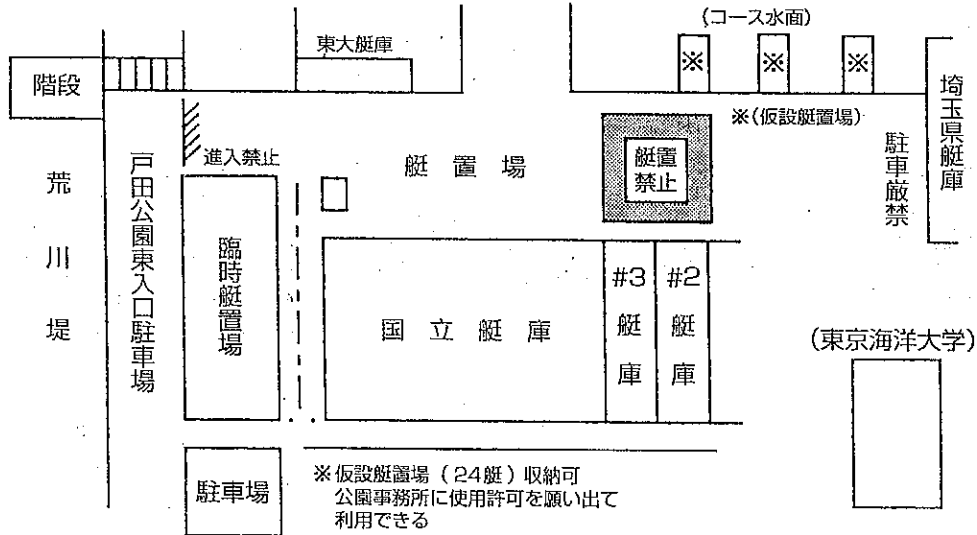 (コース水面)
東大艇庫
※
※
※
階段
※(仮設艇置場)
埼玉県艇庫
駐車厳禁
進入禁止
艇置場
艇置
禁止
荒川堤
戸田公園東入口駐車場
臨時艇置場
国立艇庫
#3艇庫
#2艇庫
(東京海洋大学)
駐車場
※仮設艇置場(24艇)収納可
公園事務所に使用許可を願い出て
利用できる